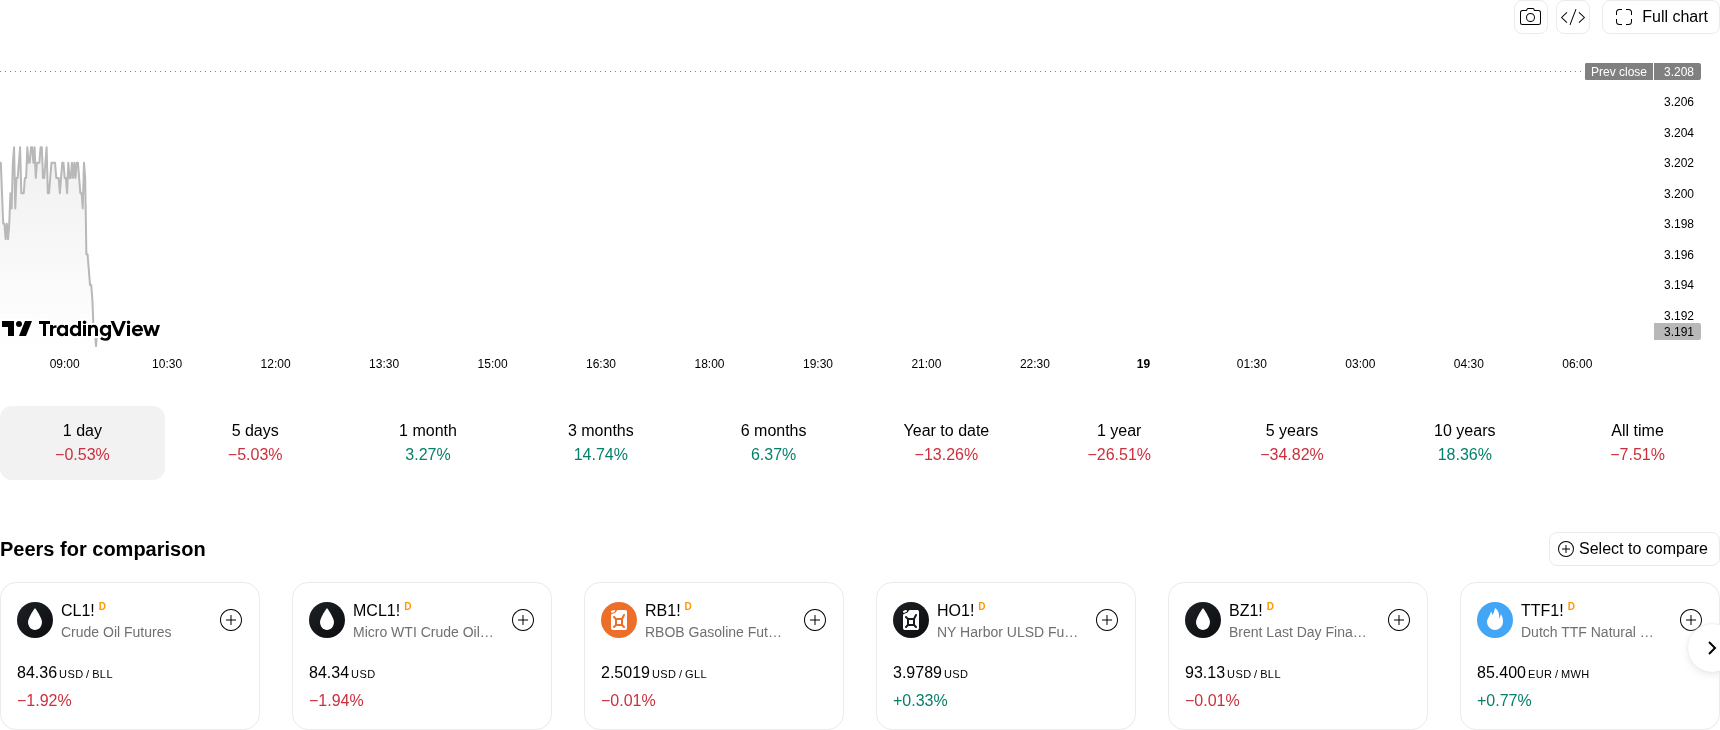 Full chart
Prev close 3.208
3.206
3.204
3.202
3.200
3.198
3.196
3.194
3.192
3.191
TradingView
09:00 10:30 12:00 13:30 15:00 16:30 18:00 19:30 21:00 22:30 19 01:30 03:00 04:30 06:00
1 day 5 days 1 month 3 months 6 months Year to date 1 year 5 years 10 years All time
−0.53% −5.03% 3.27% 14.74% 6.37% −13.26% −26.51% −34.82% 18.36% −7.51%
Peers for comparison
Select to compare
CL1! D
Crude Oil Futures
84.36 USD / BLL
−1.92%
MCL1! D
Micro WTI Crude Oil…
84.34 USD
−1.94%
RB1! D
RBOB Gasoline Fut…
2.5019 USD / GLL
−0.01%
HO1! D
NY Harbor ULSD Fu…
3.9789 USD
+0.33%
BZ1! D
Brent Last Day Fina…
93.13 USD / BLL
−0.01%
TTF1! D
Dutch TTF Natural …
85.400 EUR / MWH
+0.77%